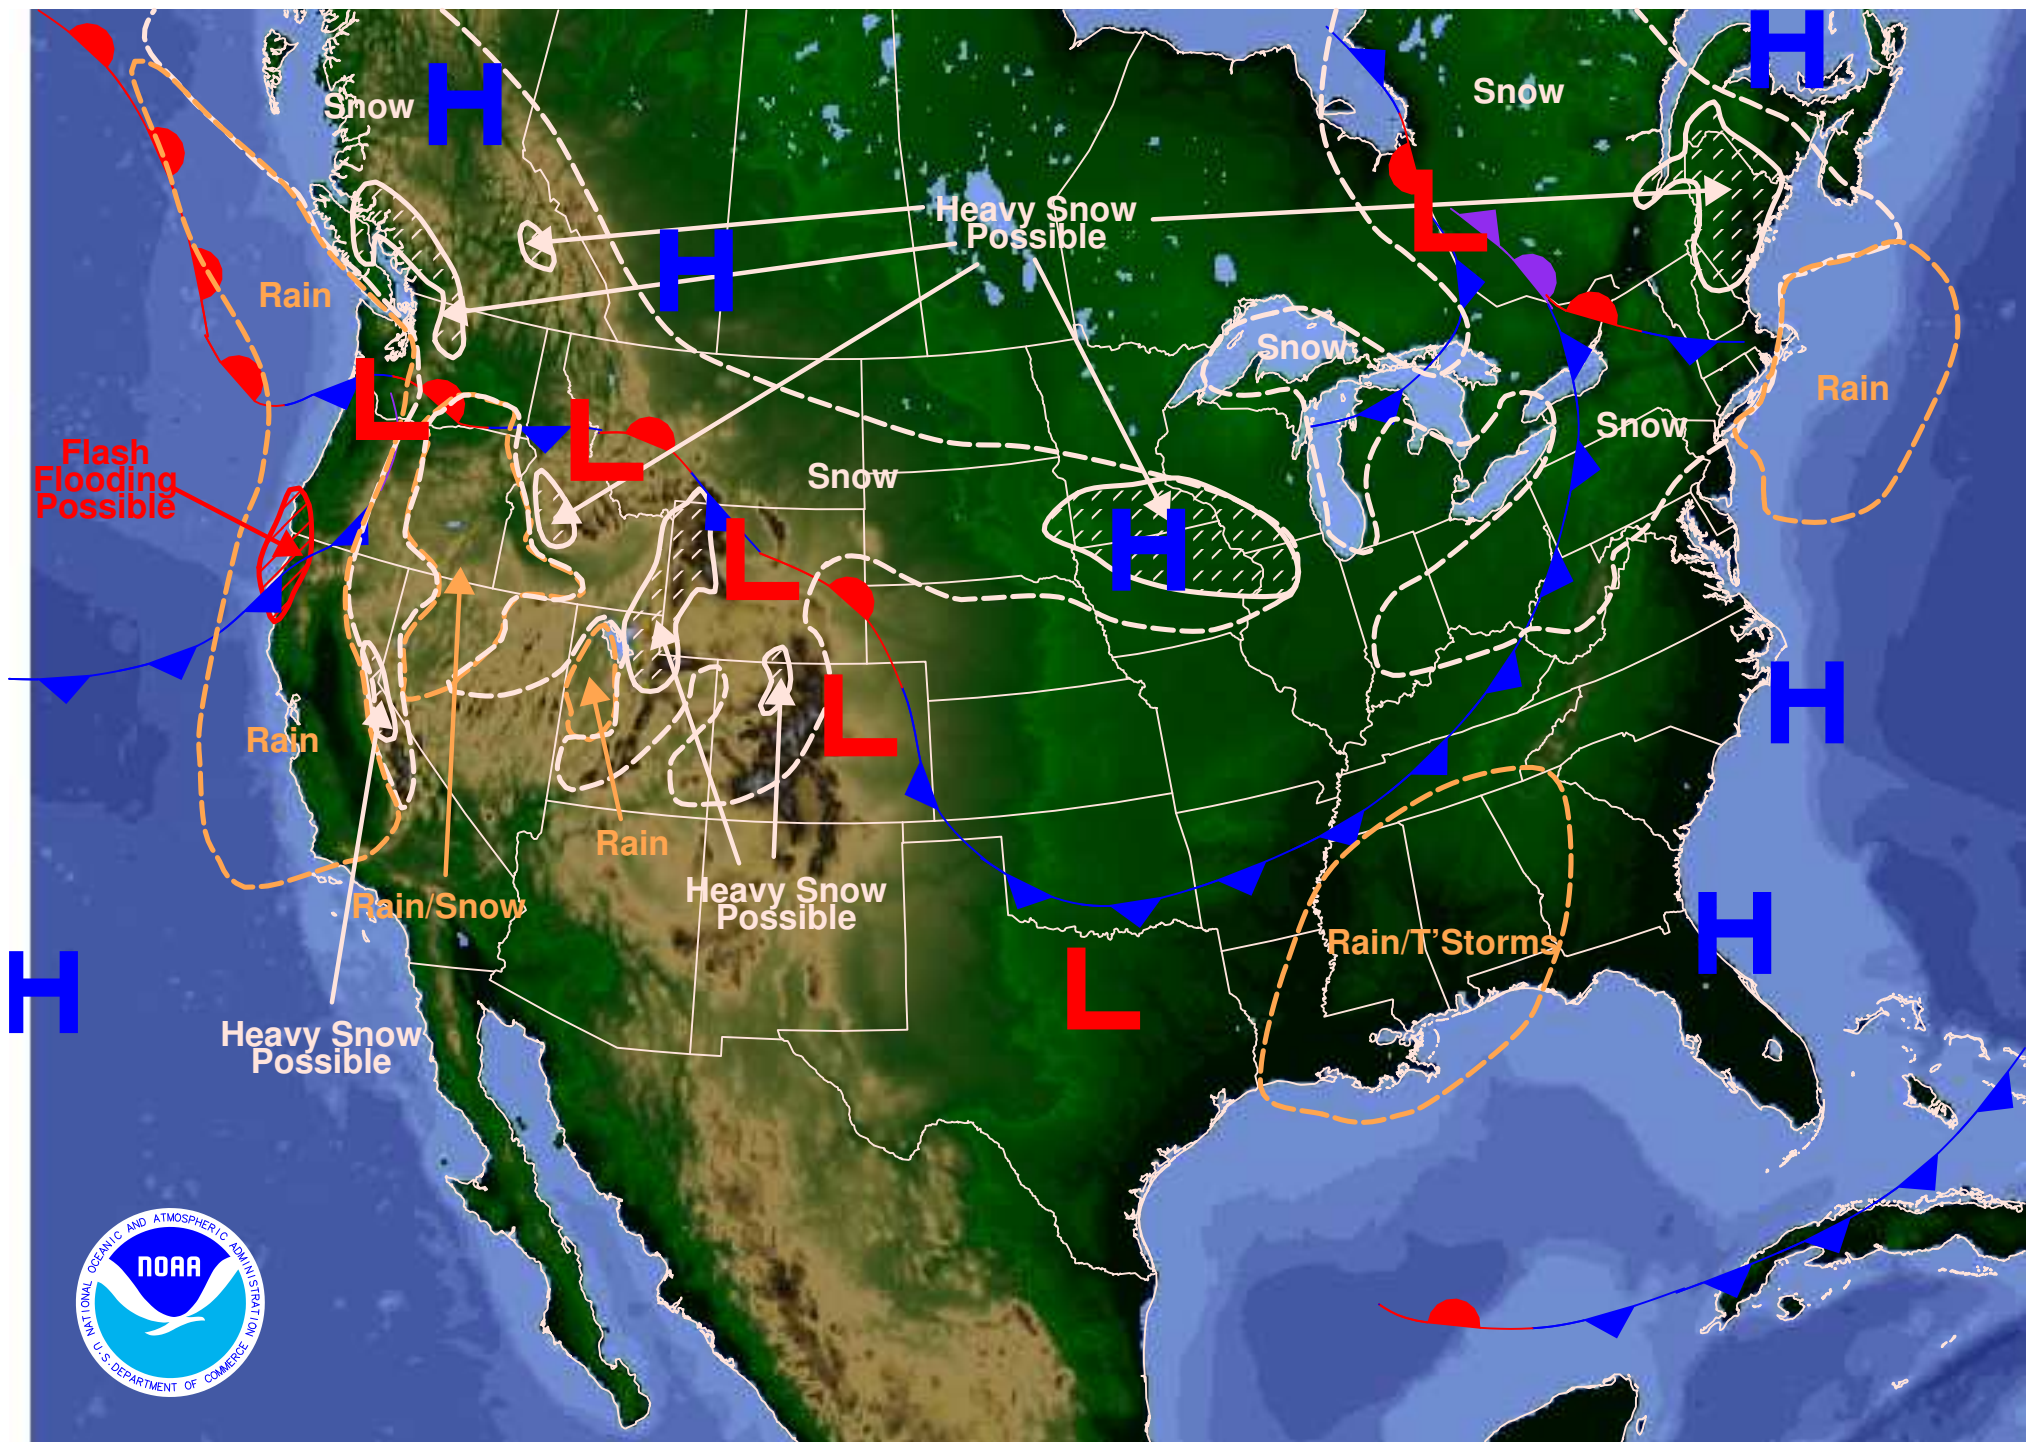 H
Snow
H
Snow
Heavy Snow
Possible
H
L
Rain
Snow
Rain
L
Snow
L
Flash
Flooding
Possible
Snow
H
L
H
Rain
L
Rain
Heavy Snow
Possible
Rain/Snow
H
Rain/T'Storms
H
L
Heavy Snow
Possible
NATIONAL OCEANIC AND ATMOSPHERIC ADMINISTRATION
NOAA
U.S. DEPARTMENT OF COMMERCE